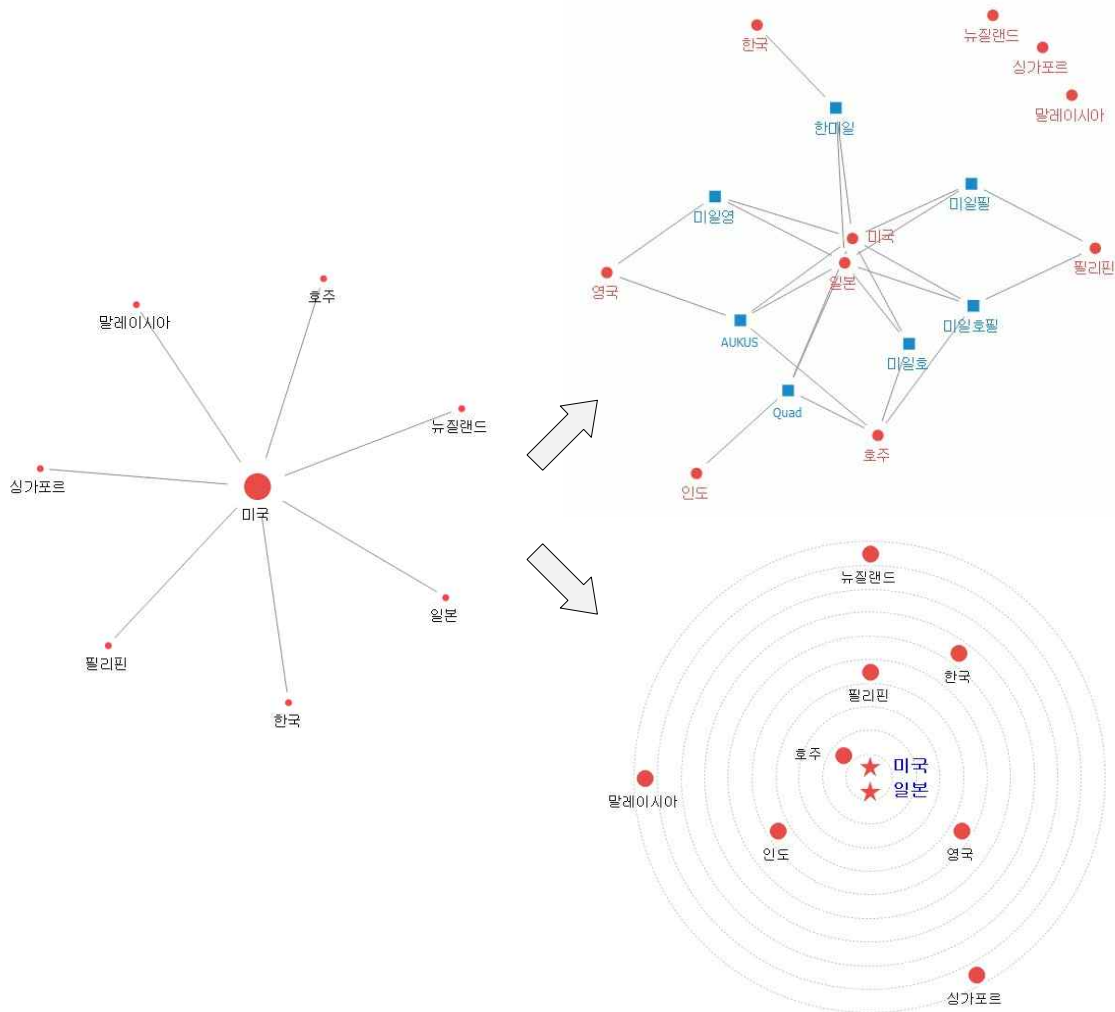 호주
말레이시아
뉴질랜드
싱가포르
미국
일본
필리핀
한국
한국
뉴질랜드
싱가포르
말레이시아
한미일
미일영
미일필
미국
필리핀
일본
영국
미일호필
AUKUS
미일호
Quad
호주
인도
뉴질랜드
한국
필리핀
호주
미국
일본
말레이시아
인도
영국
싱가포르